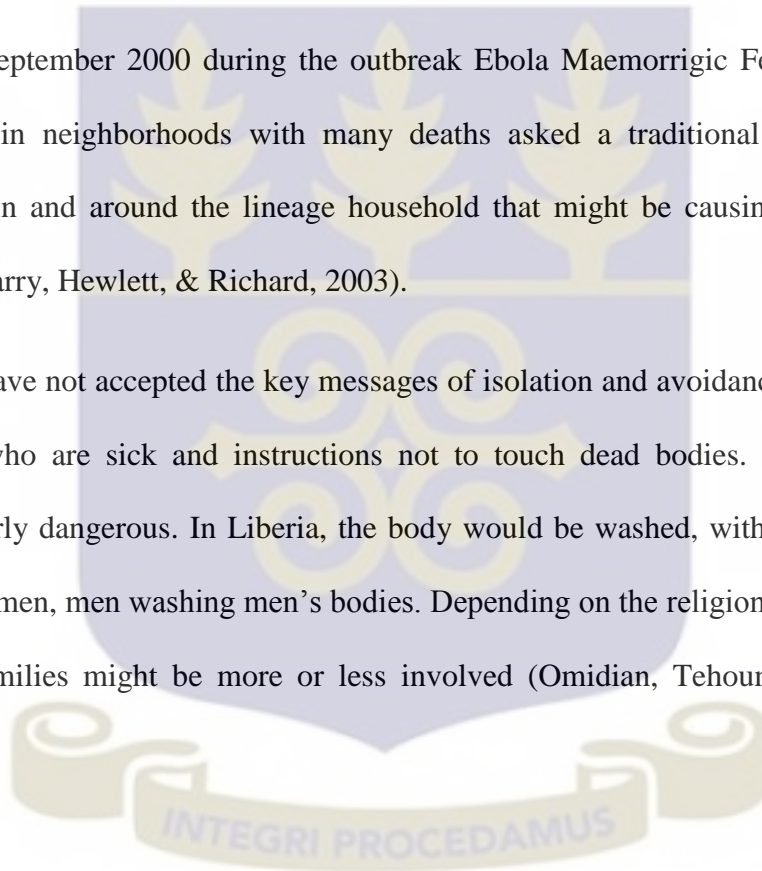 eptember 2000 during the outbreak Ebola Maemorrigic Fe
in neighborhoods with many deaths asked a traditional
n and around the lineage household that might be causin
arry, Hewlett, & Richard, 2003).
ave not accepted the key messages of isolation and avoidanc
who are sick and instructions not to touch dead bodies.
rly dangerous. In Liberia, the body would be washed, with
men, men washing men’s bodies. Depending on the religion
milies might be more or less involved (Omidian, Tehour
INTEGRI PROCEDAMUS